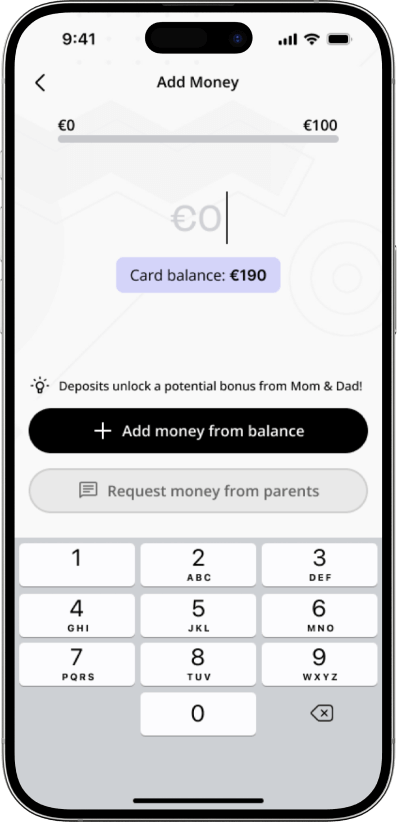 9:41
Add Money
€0 €100
€0
Card balance: €190
Deposits unlock a potential bonus from Mom & Dad!
Add money from balance
Request money from parents
1 2 3
ABC DEF
4 5 6
GHI JKL MNO
7 8 9
PQRS TUV WXYZ
0